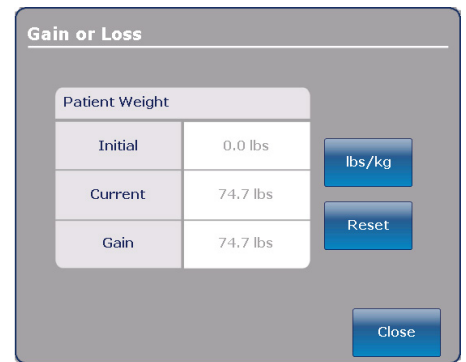 Gain or Loss
Patient Weight
Initial 0.0 lbs
lbs/kg
Current 74.7 lbs
Reset
Gain 74.7 lbs
Close